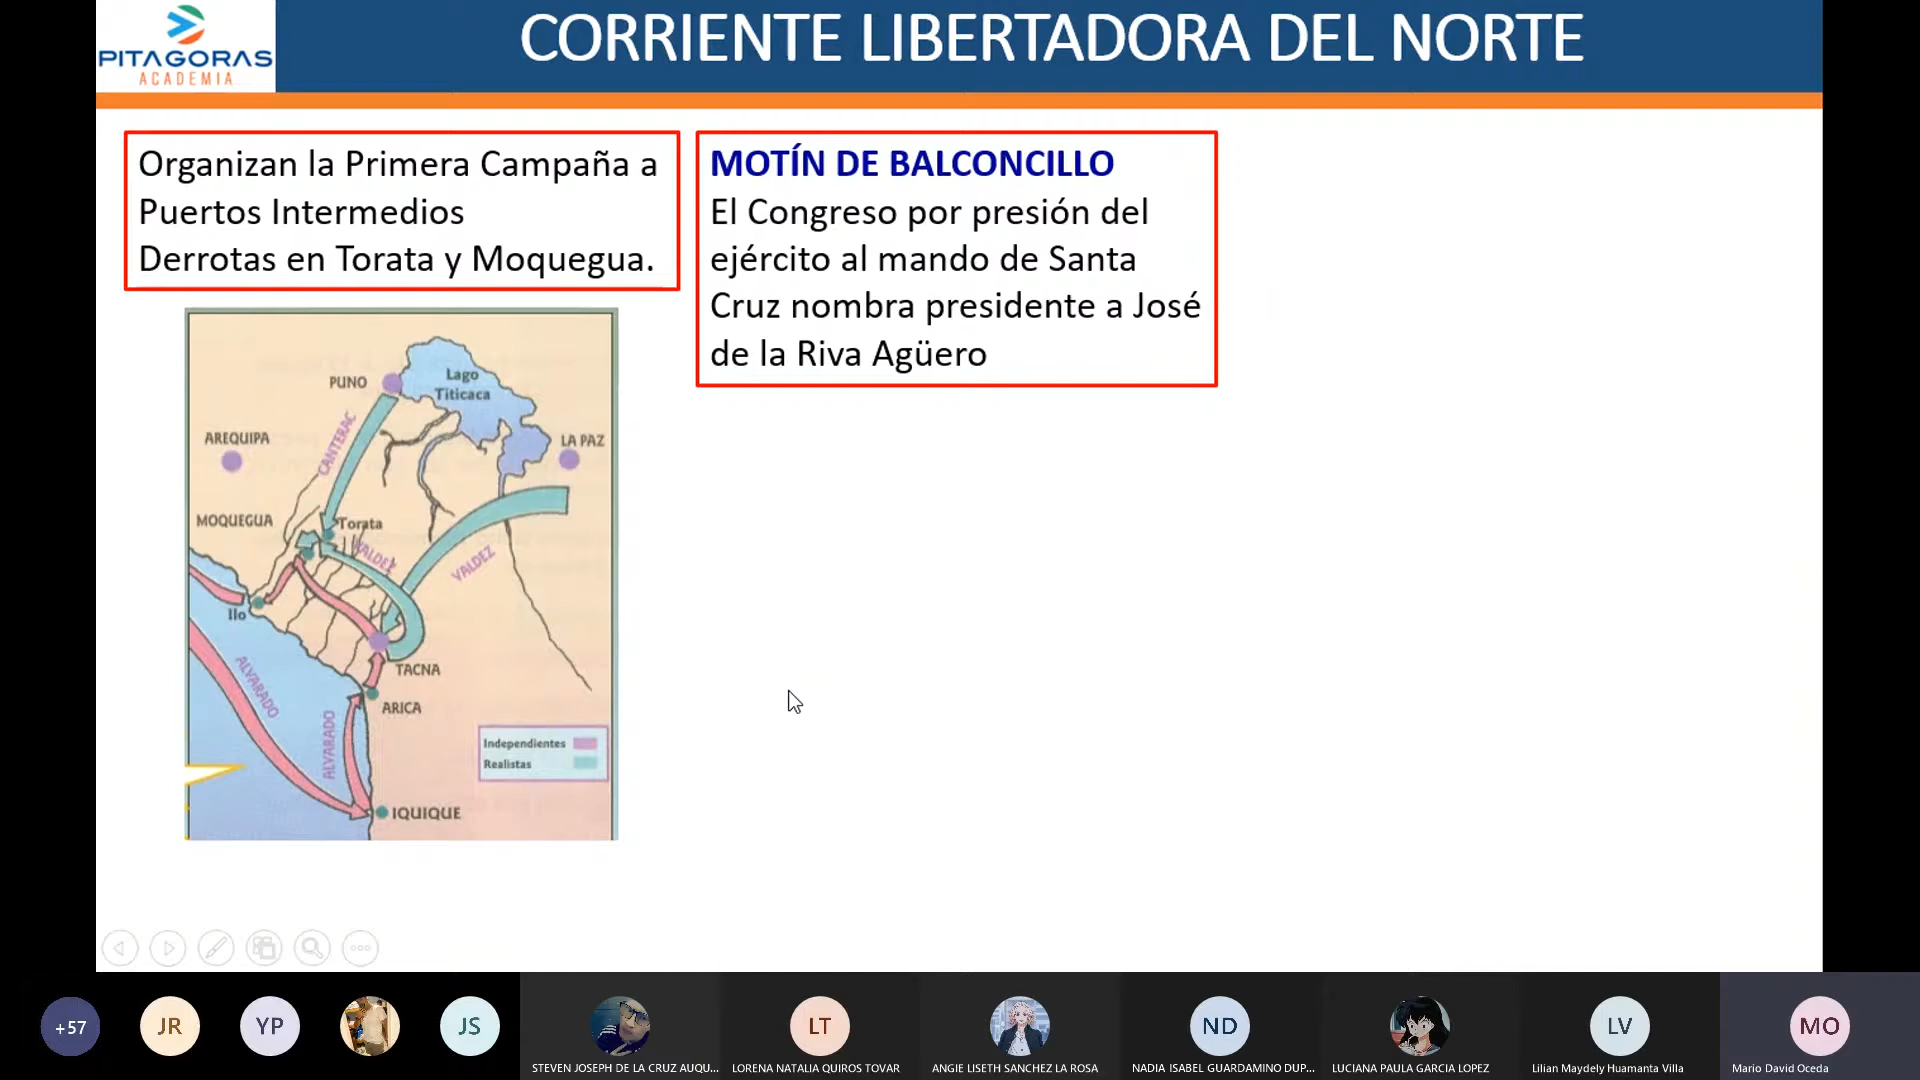 PITAGORAS
ACADEMIA
CORRIENTE LIBERTADORA DEL NORTE
Organizan la Primera Campaña a
Puertos Intermedios
Derrotas en Torata y Moquegua.
MOTÍN DE BALCONCILLO
El Congreso por presión del
ejército al mando de Santa
Cruz nombra presidente a José
de la Riva Agüero
PUNO
Lago
Titicaca
AREQUIPA
CANTERAC
LA PAZ
MOQUEGUA
Torata
VALDEZ
VALDEZ
Ilo
TACNA
ALVARADO
ARICA
ALVARADO
Independientes
Realistas
IQUIQUE
+57
JR
YP
JS
LT
ND
LV
MO
STEVEN JOSEPH DE LA CRUZ AUQU...
LORENA NATALIA QUIROS TOVAR
ANGIE LISETH SANCHEZ LA ROSA
NADIA ISABEL GUARDAMINO DUP...
LUCIANA PAULA GARCIA LOPEZ
Lilian Maydely Huamanta Villa
Mario David Oceda